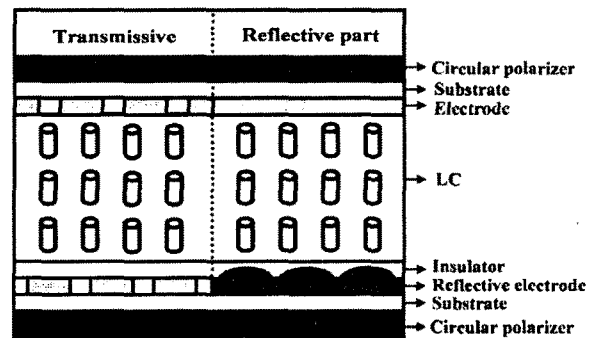 Transmissive
Reflective part
Circular polarizer
Substrate
Electrode
LC
Insulator
Reflective electrode
Substrate
Circular polarizer